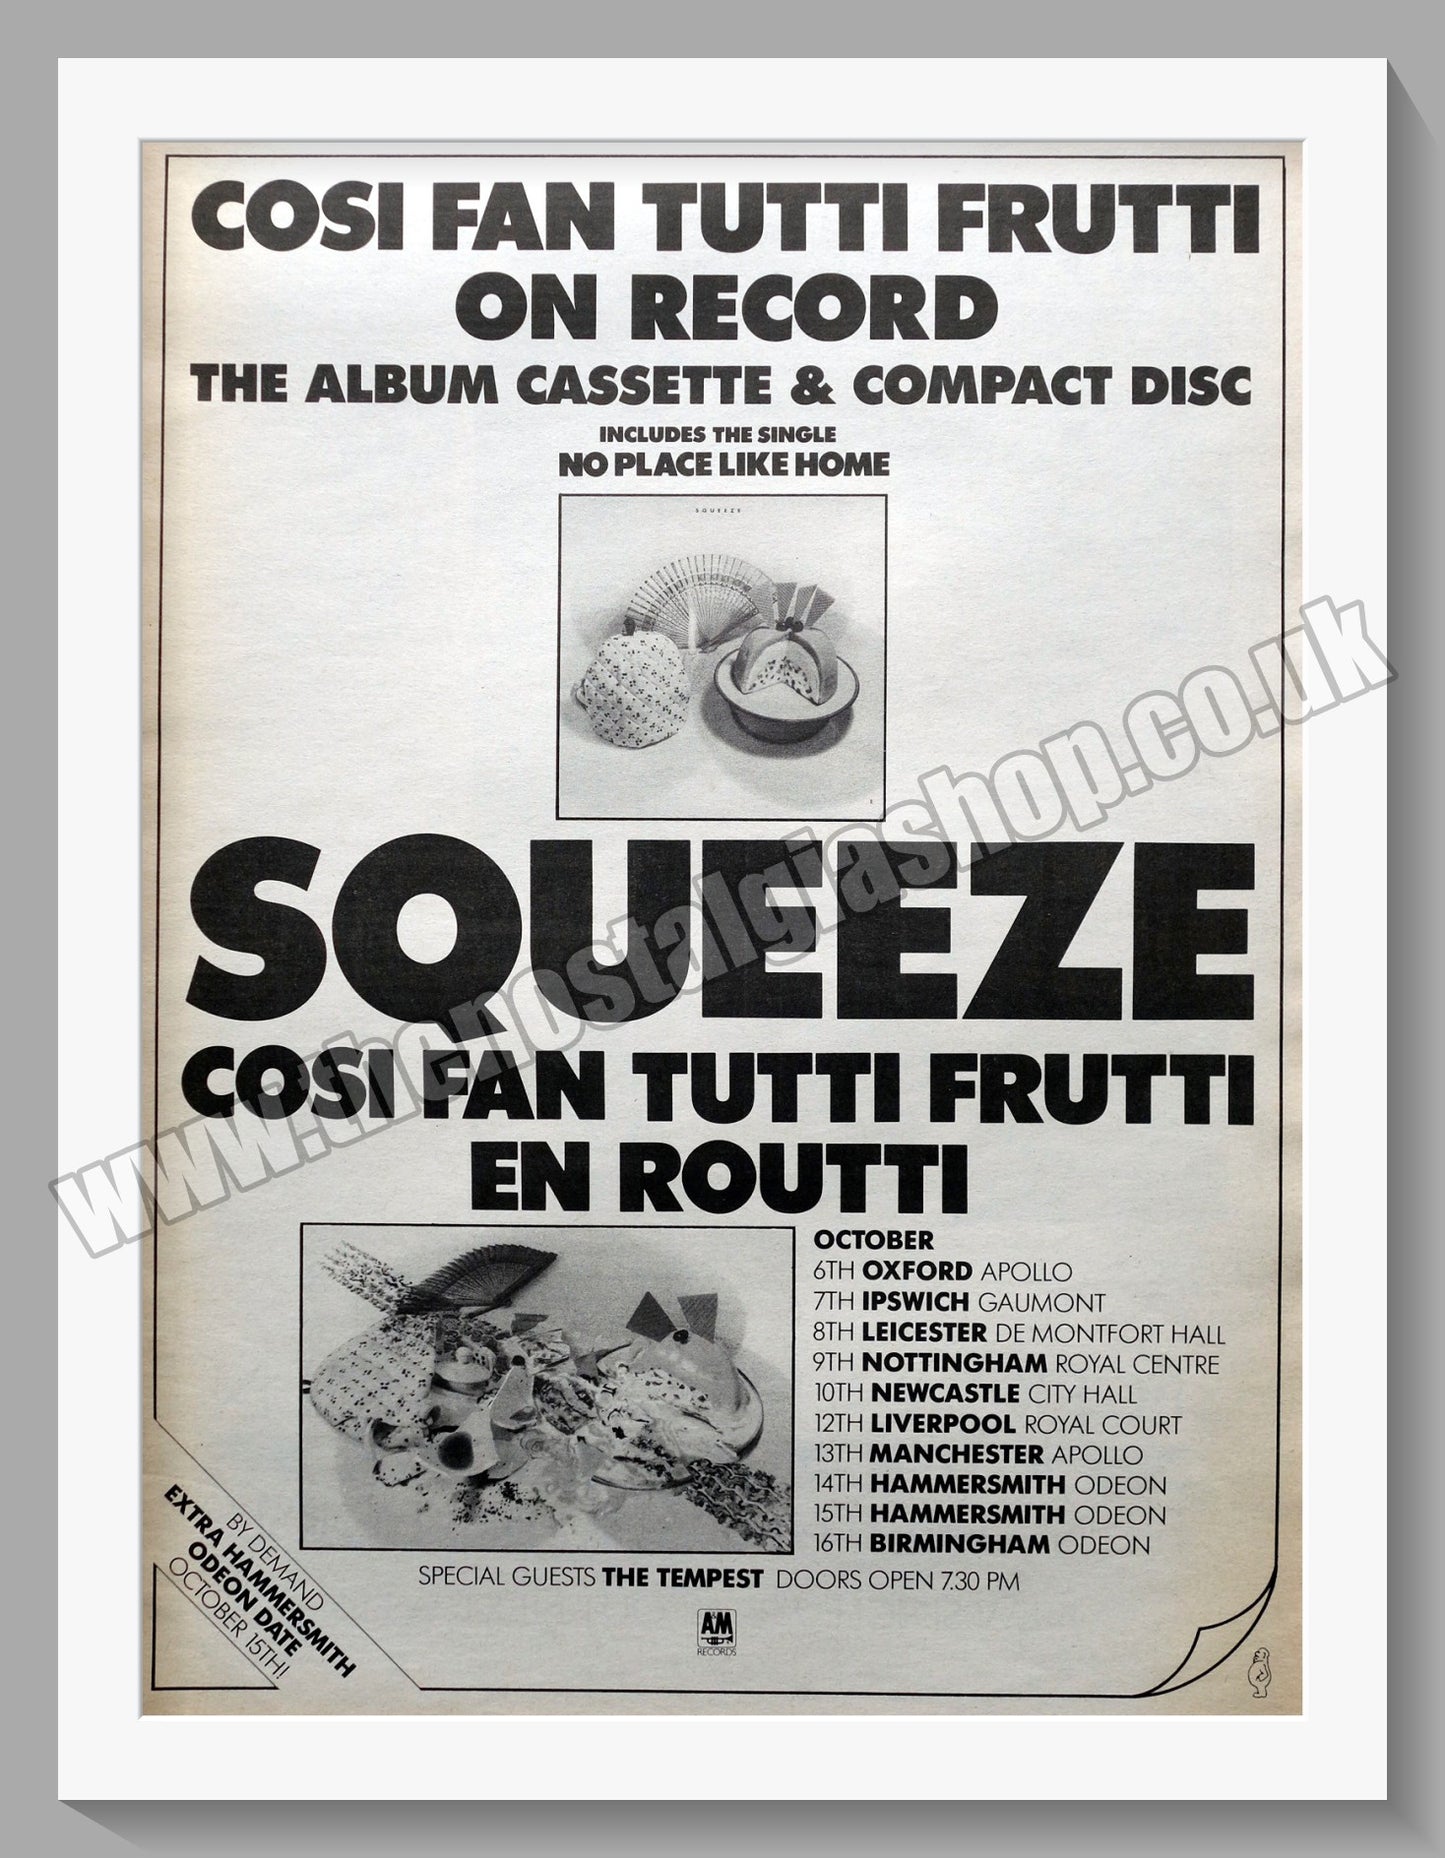 COSI FAN TUTTI FRUTTI
ON RECORD
THE ALBUM CASSETTE & COMPACT DISC
INCLUDES THE SINGLE
NO PLACE LIKE HOME
SQUEEZE
SQUEEZE
COSI FAN TUTTI FRUTTI
EN ROUTTI
OCTOBER
6TH OXFORD APOLLO
7TH IPSWICH GAUMONT
8TH LEICESTER DE MONTFORT HALL
9TH NOTTINGHAM ROYAL CENTRE
10TH NEWCASTLE CITY HALL
12TH LIVERPOOL ROYAL COURT
13TH MANCHESTER APOLLO
14TH HAMMERSMITH ODEON
15TH HAMMERSMITH ODEON
16TH BIRMINGHAM ODEON
SPECIAL GUESTS THE TEMPEST DOORS OPEN 7.30 PM
BY DEMAND
EXTRA HAMMERSMITH
ODEON DATE
OCTOBER 15TH!
A&M
RECORDS
www.thenostalgiashop.co.uk